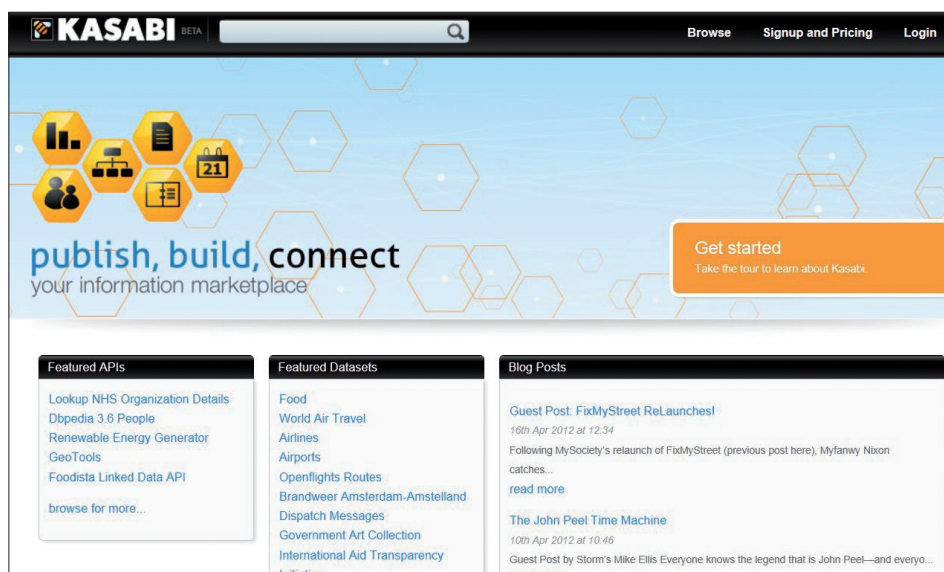 KASABI BETA
Browse Signup and Pricing Login
21
publish, build, connect
your information marketplace
Get started
Take the tour to learn about Kasabi.
Featured APIs
Lookup NHS Organization Details
Dbpedia 3.6 People
Renewable Energy Generator
GeoTools
Foodista Linked Data API
browse for more...
Featured Datasets
Food
World Air Travel
Airlines
Airports
Openflights Routes
Brandweer Amsterdam-Amstelland
Dispatch Messages
Government Art Collection
International Aid Transparency
Blog Posts
Guest Post: FixMyStreet ReLaunches!
16th Apr 2012 at 12:34
Following MySociety's relaunch of FixMyStreet (previous post here), Myfanwy Nixon
catches...
read more
The John Peel Time Machine
10th Apr 2012 at 10:46
Guest Post by Storm's Mike Ellis Everyone knows the legend that is John Peel—and everyo...